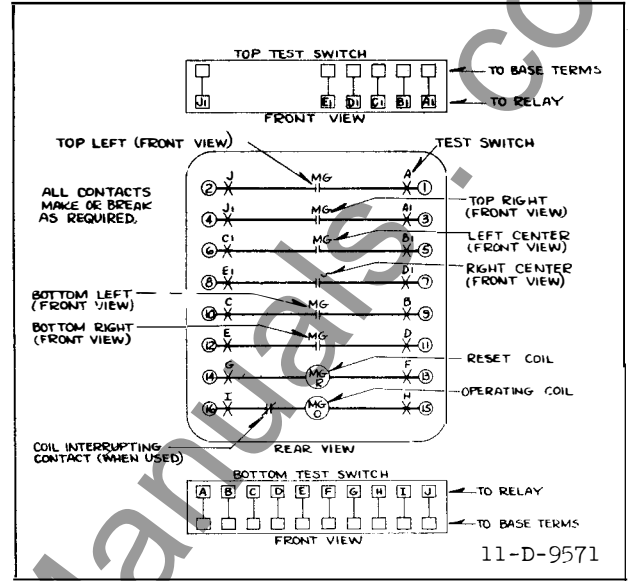 TOP TEST SWITCH
TO BASE TERMS
J1 E1 D1 C1 B1 A1 TO RELAY
FRONT VIEW
TOP LEFT (FRONT VIEW) TEST SWITCH
ALL CONTACTS
MAKE OR BREAK
AS REQUIRED.
2 J MG A 1
4 J1 MG A1 3
TOP RIGHT
(FRONT VIEW)
6 C1 MG B1 5
LEFT CENTER
(FRONT VIEW)
8 E1 D1 7
RIGHT CENTER
(FRONT VIEW)
BOTTOM LEFT
(FRONT VIEW)
10 C MG B 9
BOTTOM RIGHT
(FRONT VIEW)
12 E MG D 11
14 G MG R F 13 RESET COIL
16 I MG O H 15 OPERATING COIL
COIL INTERRUPTING
CONTACT (WHEN USED)
REAR VIEW
BOTTOM TEST SWITCH
A B C D E F G H I J TO RELAY
TO BASE TERMS
FRONT VIEW
11-D-9571